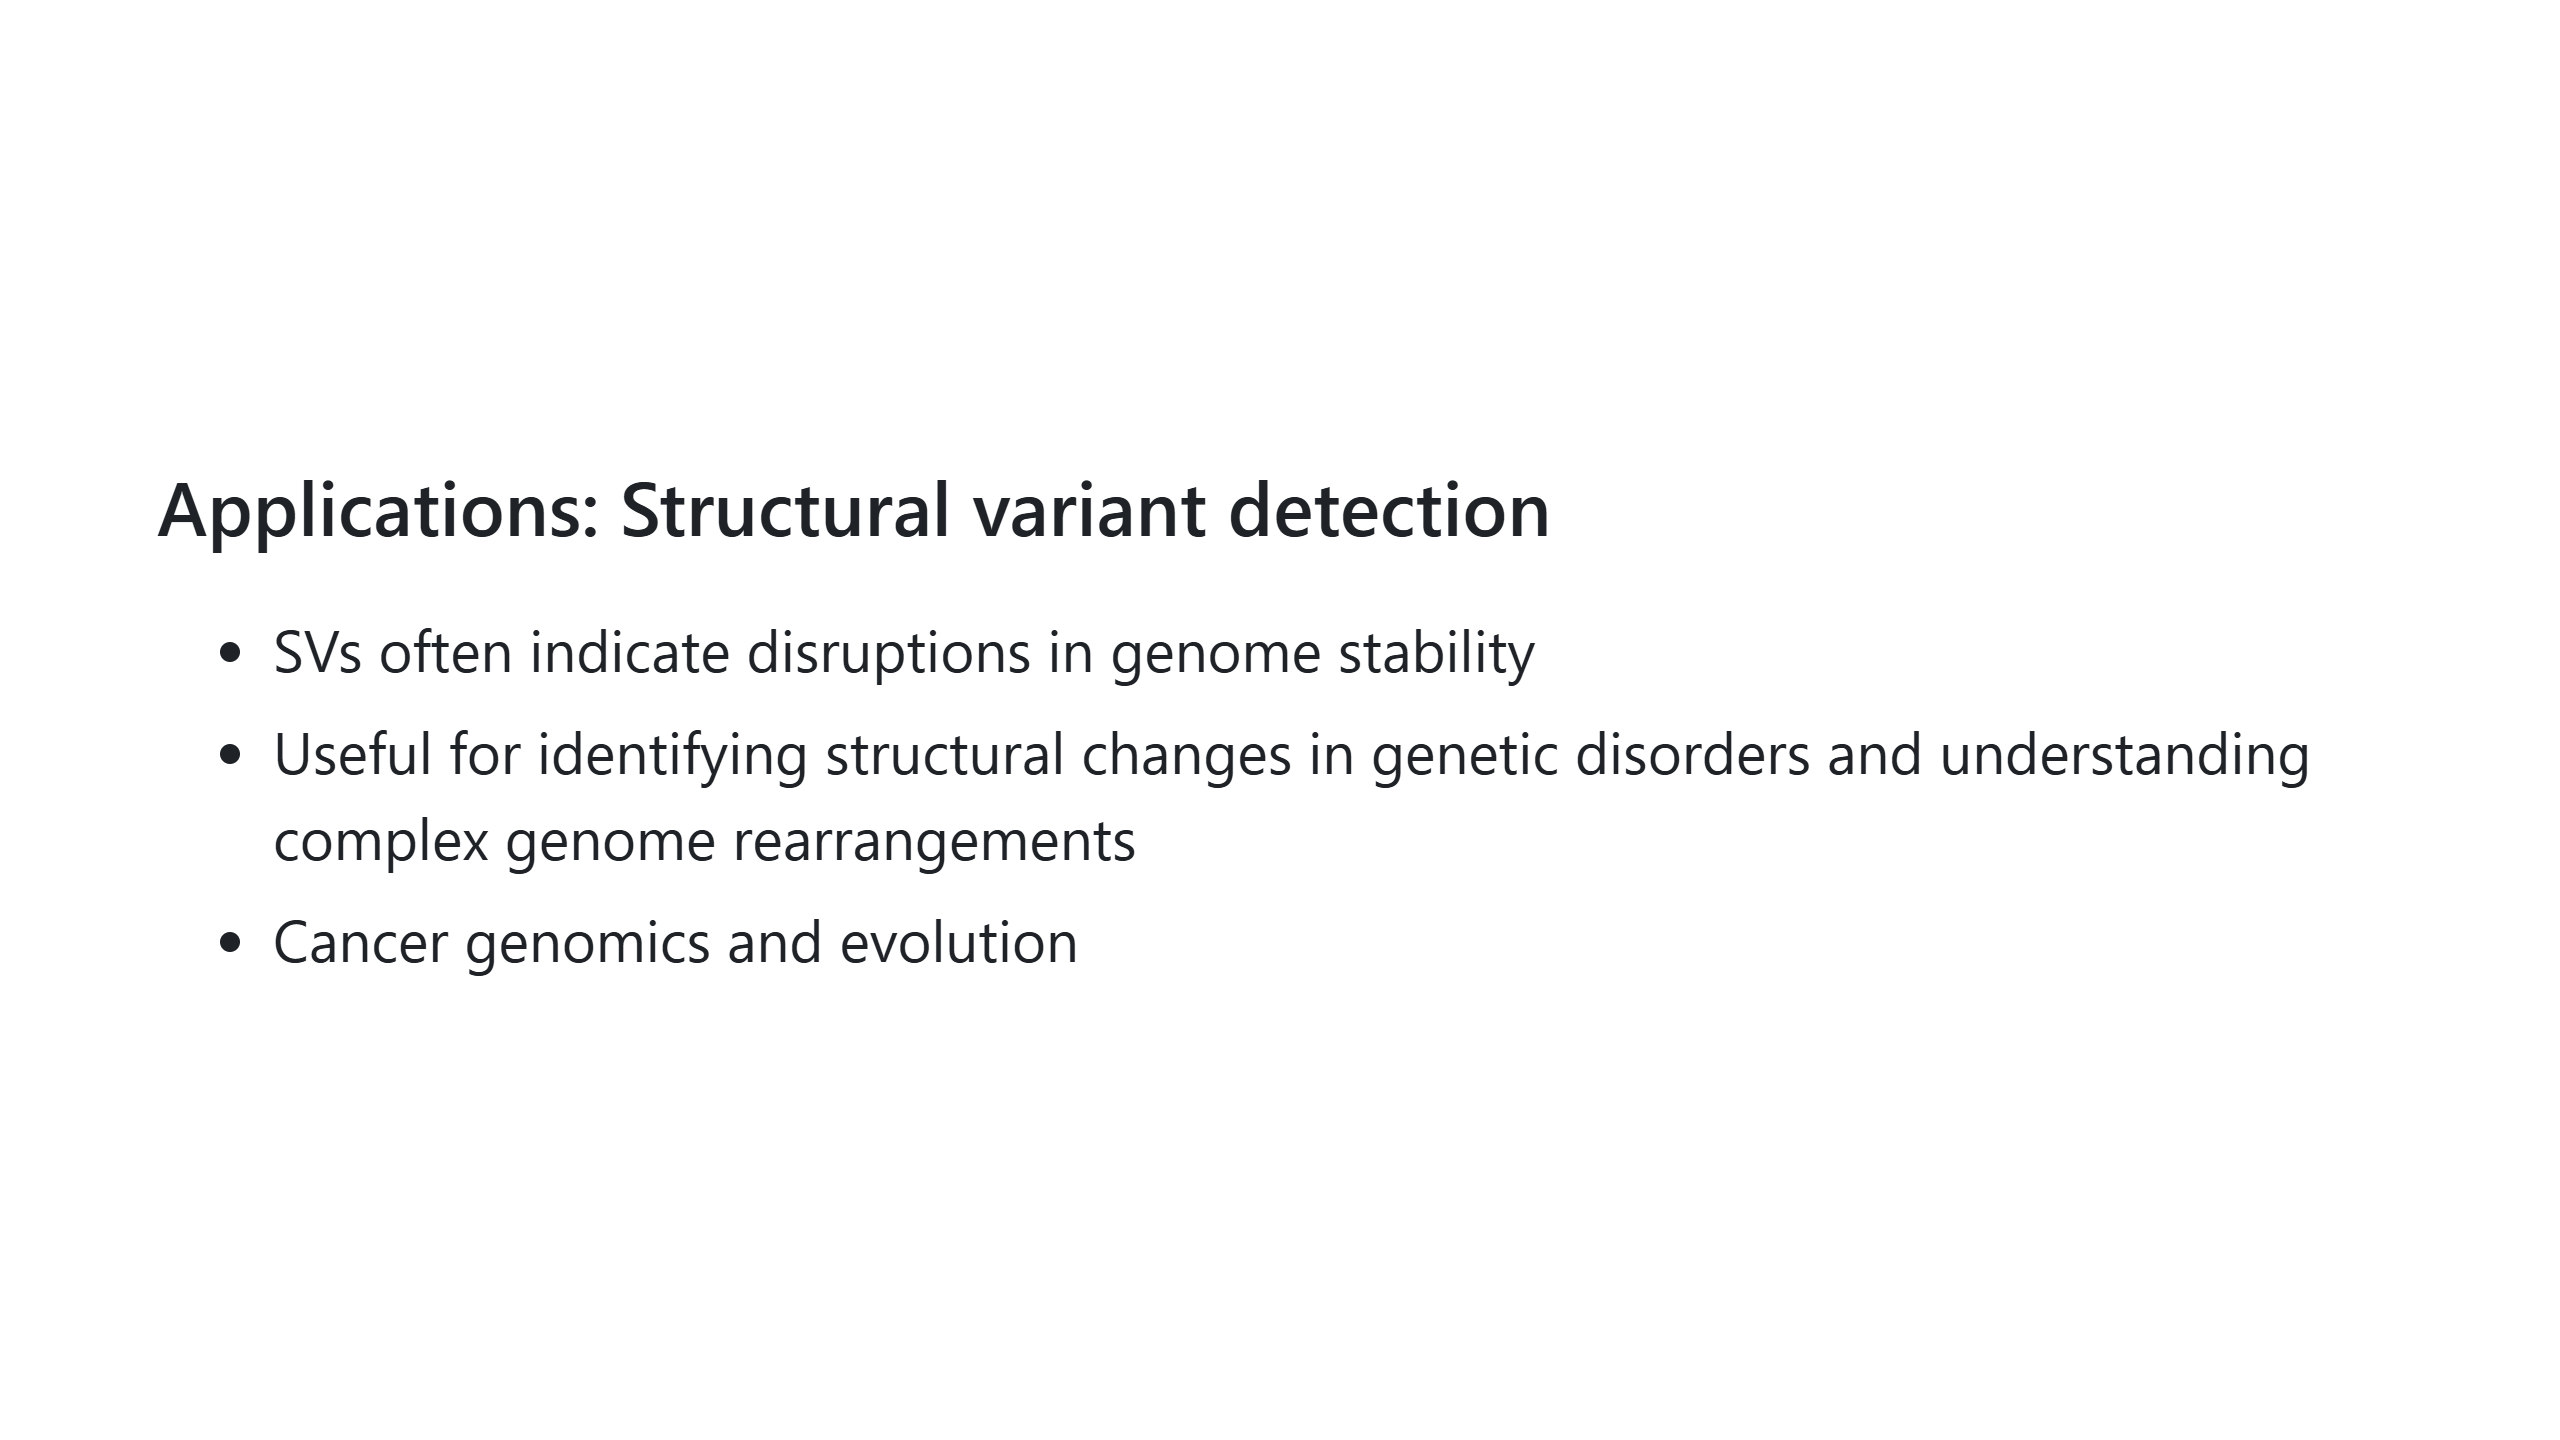 Applications: Structural variant detection
• SVs often indicate disruptions in genome stability
• Useful for identifying structural changes in genetic disorders and understanding
complex genome rearrangements
• Cancer genomics and evolution